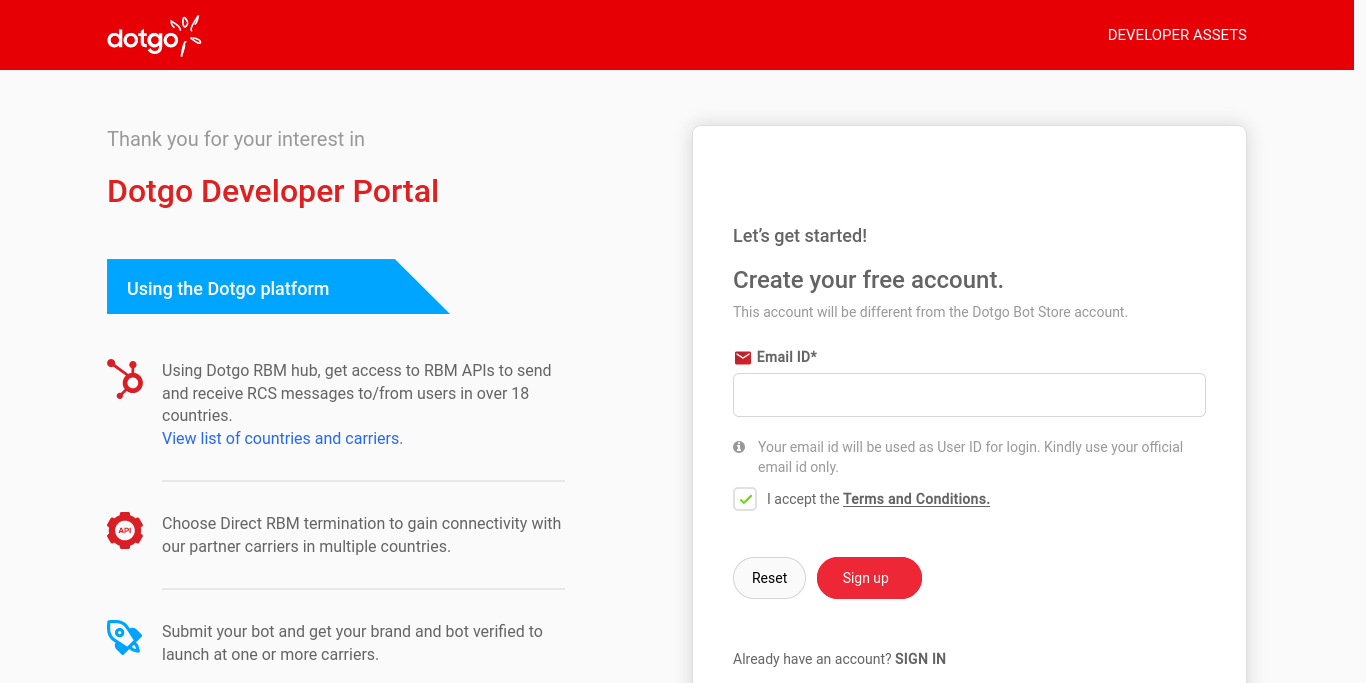 dotgo
DEVELOPER ASSETS
Thank you for your interest in
Dotgo Developer Portal
Using the Dotgo platform
Using Dotgo RBM hub, get access to RBM APIs to send
and receive RCS messages to/from users in over 18
countries.
View list of countries and carriers.
API
Choose Direct RBM termination to gain connectivity with
our partner carriers in multiple countries.
Submit your bot and get your brand and bot verified to
launch at one or more carriers.
Let's get started!
Create your free account.
This account will be different from the Dotgo Bot Store account.
Email ID*
Your email id will be used as User ID for login. Kindly use your official
email id only.
I accept the Terms and Conditions.
Reset
Sign up
Already have an account? SIGN IN